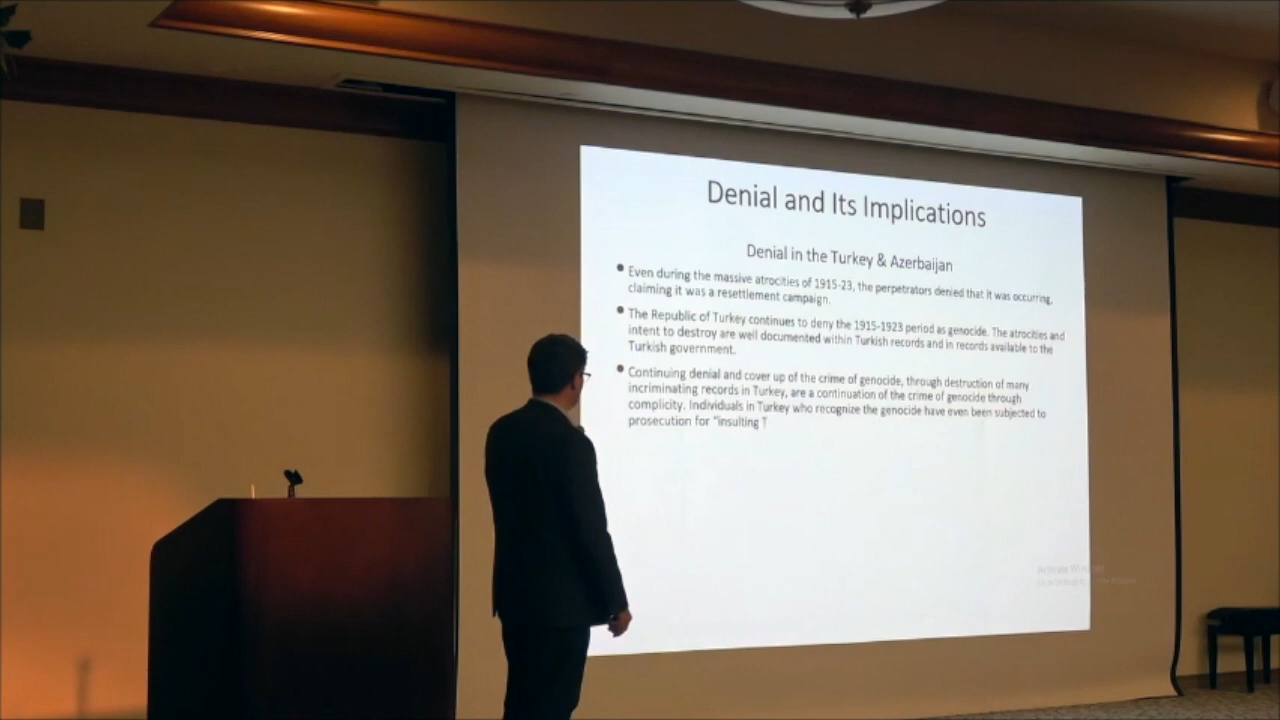 Denial and Its Implications
Denial in the Turkey & Azerbaijan
Even during the massive atrocities of 1915-23, the perpetrators denied that it was occurring,
claiming it was a resettlement campaign.
The Republic of Turkey continues to deny the 1915-1923 period as genocide. The atrocities and
intent to destroy are well documented within Turkish records and in records available to the
Turkish government.
Continuing denial and cover up of the crime of genocide, through destruction of many
incriminating records in Turkey, are a continuation of the crime of genocide through
complicity. Individuals in Turkey who recognize the genocide have even been subjected to
prosecution for "insulting T